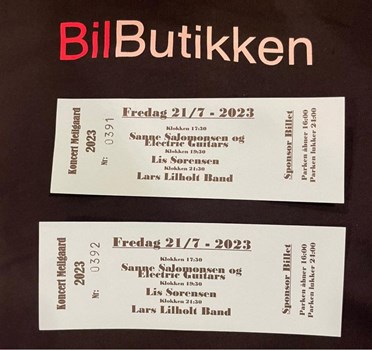 BilButikken
Koncert Meilgaard
2023
Nr: 0391
Fredag 21/7 - 2023
Klokken 17:30
Sanne Salomonsen og
Electric Guitars
Klokken 19:30
Lis Sørensen
Klokken 21:30
Lars Lilholt Band
Sponsor Billet
Parken åbner 16:00
Parken lukker 24:00
Koncert Meilgaard
2023
Nr: 0392
Fredag 21/7 - 2023
Klokken 17:30
Sanne Salomonsen og
Electric Guitars
Klokken 19:30
Lis Sørensen
Klokken 21:30
Lars Lilholt Band
Sponsor Billet
Parken åbner 16:00
Parken lukker 24:00